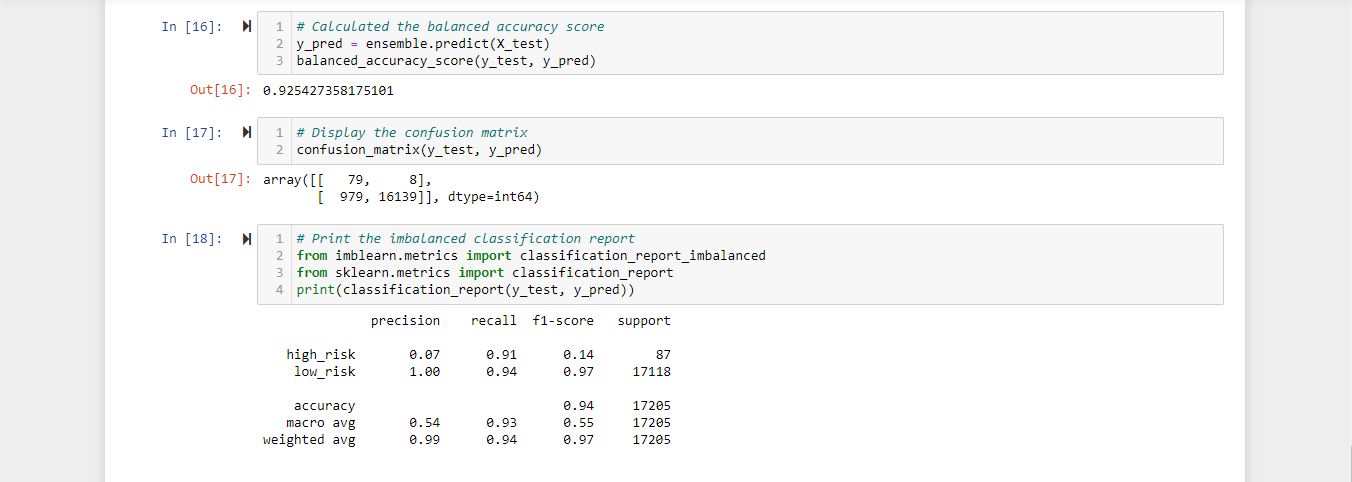 In [16]:
1 # Calculated the balanced accuracy score
2 y_pred = ensemble.predict(X_test)
3 balanced_accuracy_score(y_test, y_pred)
Out[16]: 0.925427358175101
In [17]:
1 # Display the confusion matrix
2 confusion_matrix(y_test, y_pred)
Out[17]: array([[   79,     8],
       [  979, 16139]], dtype=int64)
In [18]:
1 # Print the imbalanced classification report
2 from imblearn.metrics import classification_report_imbalanced
3 from sklearn.metrics import classification_report
4 print(classification_report(y_test, y_pred))
precision recall f1-score support
high_risk 0.07 0.91 0.14 87
low_risk 1.00 0.94 0.97 17118
accuracy 0.94 17205
macro avg 0.54 0.93 0.55 17205
weighted avg 0.99 0.94 0.97 17205